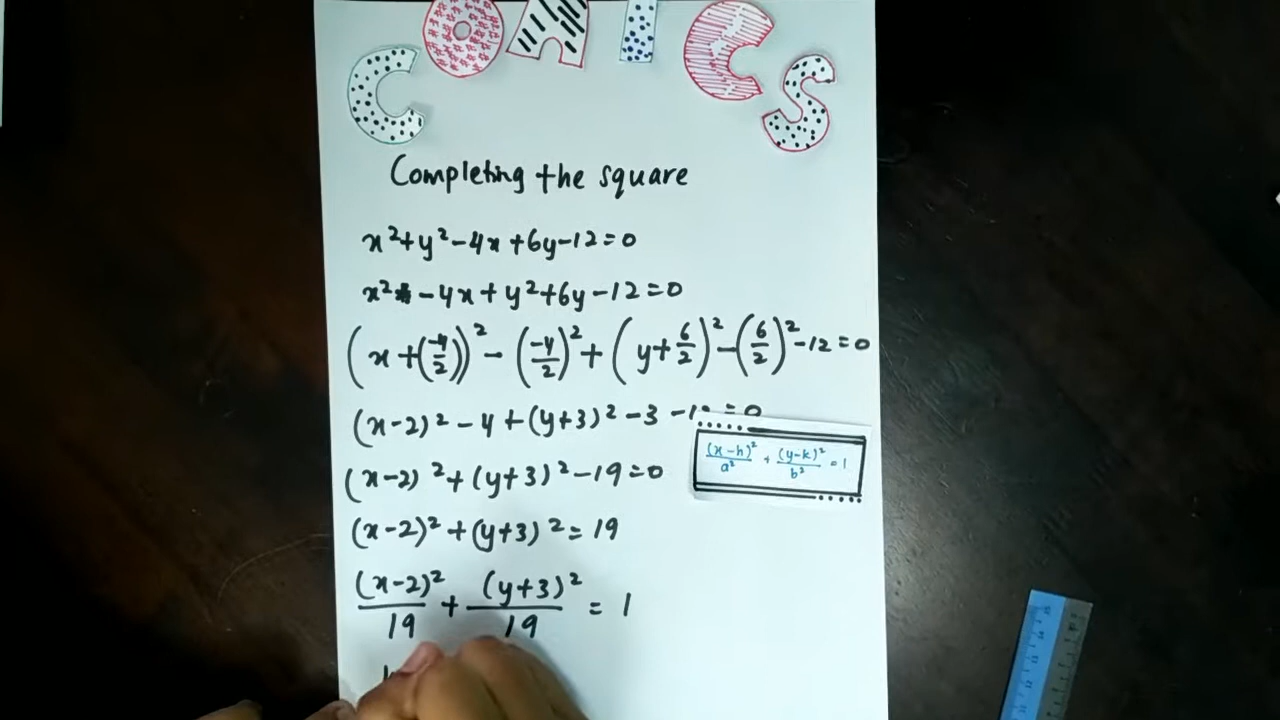 CONICS
Completing the square
x²+y²-4x+6y-12=0
x² -4x+y²+6y-12=0
(x+(-4/2))² - (-4/2)² + (y+6/2)² - (6/2)² -12=0
(x-2)² -4+(y+3)² -3 -12=0
(x-h)²/a² + (y-k)²/b² = 1
(x-2)²+(y+3)²-19=0
(x-2)²+(y+3)²=19
(x-2)²/19 + (y+3)²/19 = 1